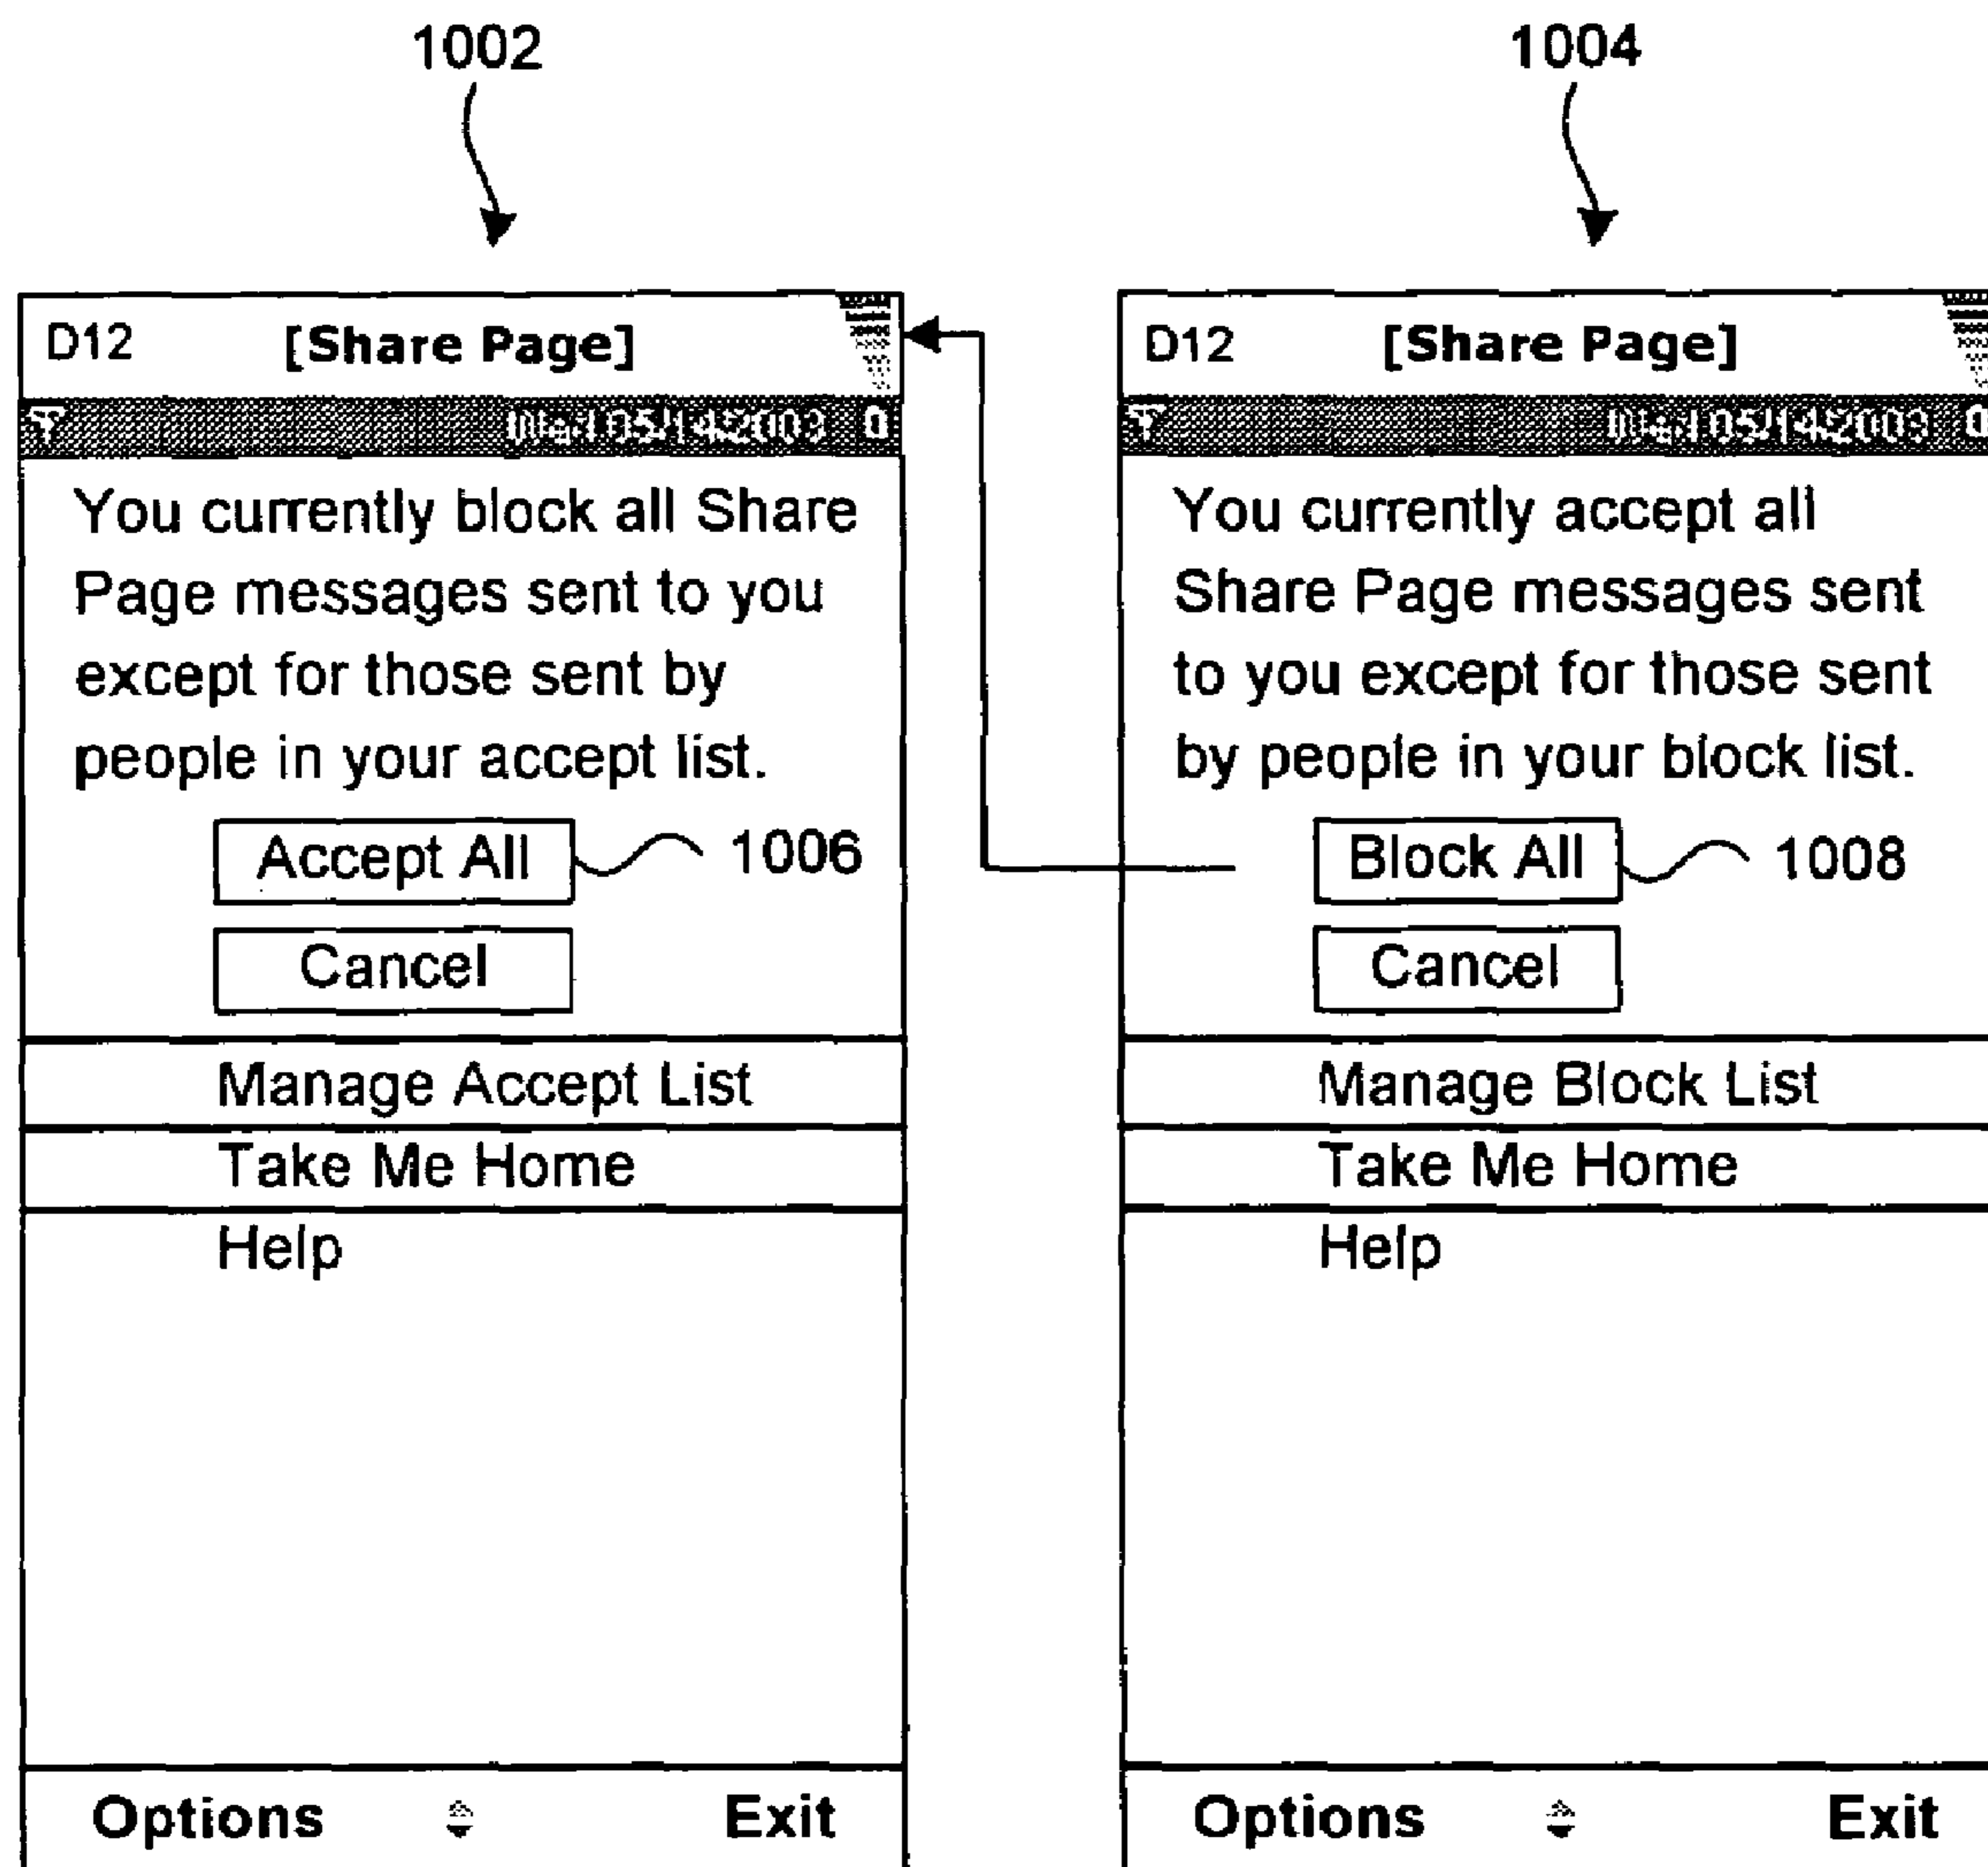 1002
D12 [Share Page]
You currently block all Share
Page messages sent to you
except for those sent by
people in your accept list.
Accept All
1006
Cancel
Manage Accept List
Take Me Home
Help
Options Exit
1004
D12 [Share Page]
You currently accept all
Share Page messages sent
to you except for those sent
by people in your block list.
Block All
1008
Cancel
Manage Block List
Take Me Home
Help
Options Exit